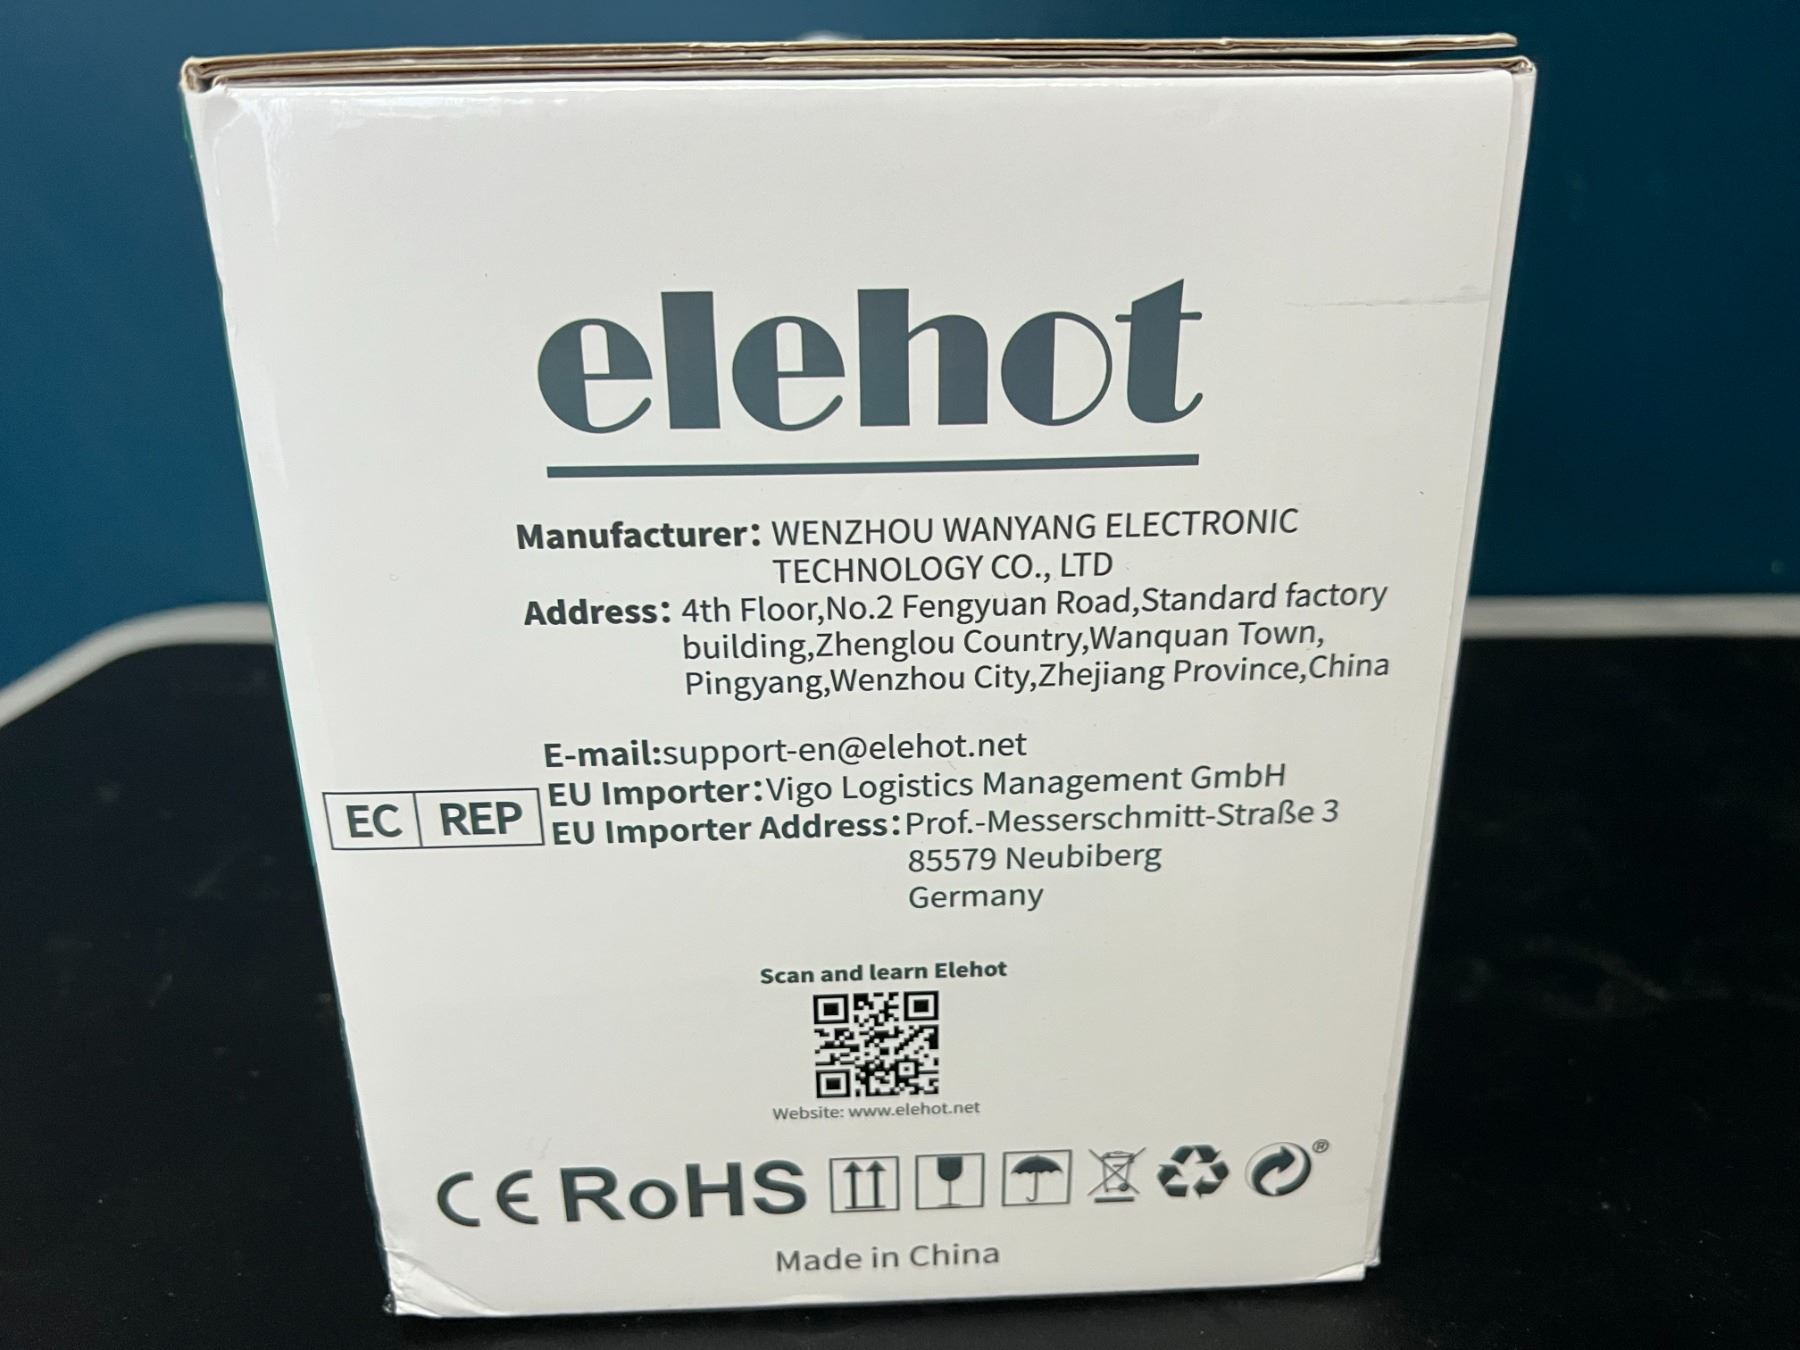 elehot
Manufacturer: WENZHOU WANYANG ELECTRONIC
TECHNOLOGY CO., LTD
Address: 4th Floor,No.2 Fengyuan Road,Standard factory
building,Zhenglou Country,Wanquan Town,
Pingyang,Wenzhou City,Zhejiang Province,China
E-mail:support-en@elehot.net
EC REP
EU Importer:Vigo Logistics Management GmbH
EU Importer Address:Prof.-Messerschmitt-Straße 3
85579 Neubiberg
Germany
Scan and learn Elehot
Website: www.elehot.net
CE RoHS ®
Made in China